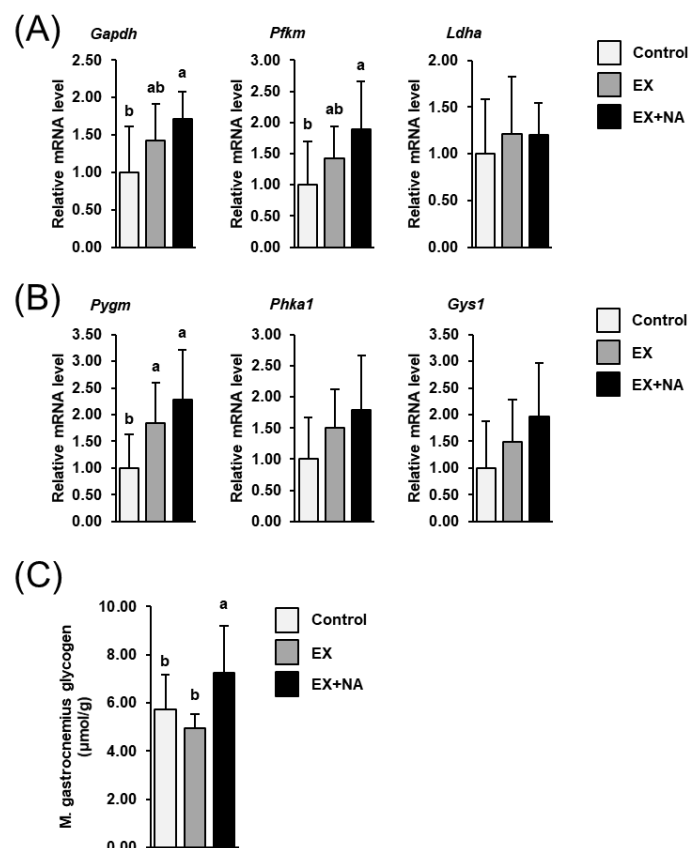 (A)
Gapdh
Pfkm
Ldha
Relative mRNA level
2.50
2.00
1.50
1.00
0.50
0.00
b
ab
a
Relative mRNA level
3.00
2.50
2.00
1.50
1.00
0.50
0.00
b
ab
a
Relative mRNA level
2.00
1.50
1.00
0.50
0.00
Control
EX
EX+NA
(B)
Pygm
Phka1
Gys1
Relative mRNA level
3.50
3.00
2.50
2.00
1.50
1.00
0.50
0.00
b
a
a
Relative mRNA level
3.00
2.50
2.00
1.50
1.00
0.50
0.00
Relative mRNA level
3.50
3.00
2.50
2.00
1.50
1.00
0.50
0.00
Control
EX
EX+NA
(C)
M. gastrocnemius glycogen
(µmol/g)
10.00
8.00
6.00
4.00
2.00
0.00
b
b
a
Control
EX
EX+NA